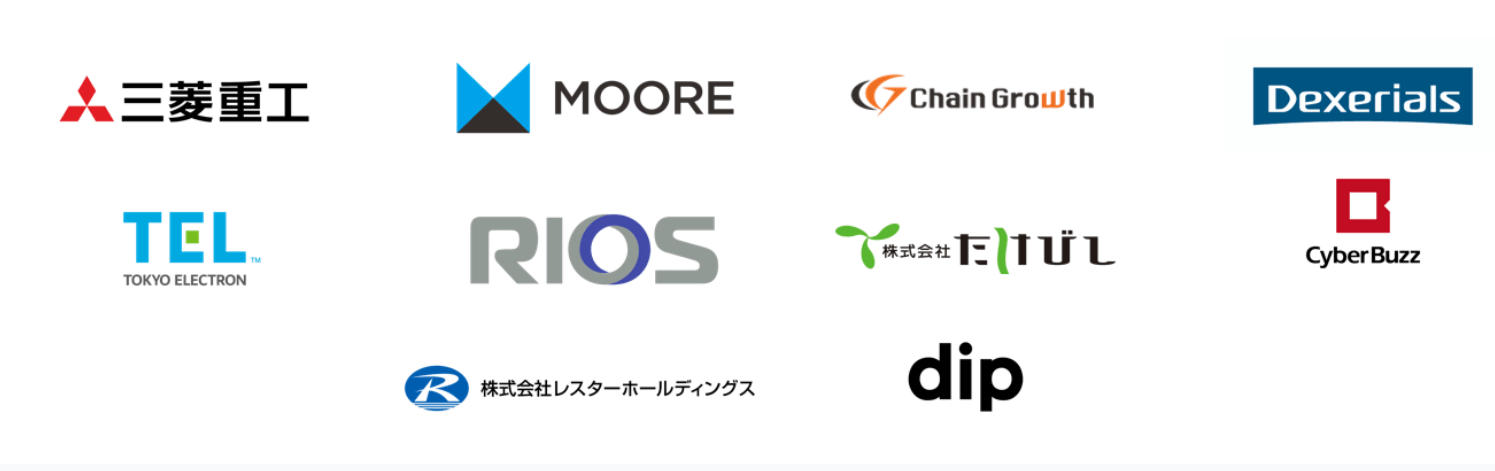 三菱重工
MOORE
Chain Growth
Dexerials
TEL™
TOKYO ELECTRON
RIOS
株式会社たけびし
CyberBuzz
R 株式会社レスターホールディングス
dip